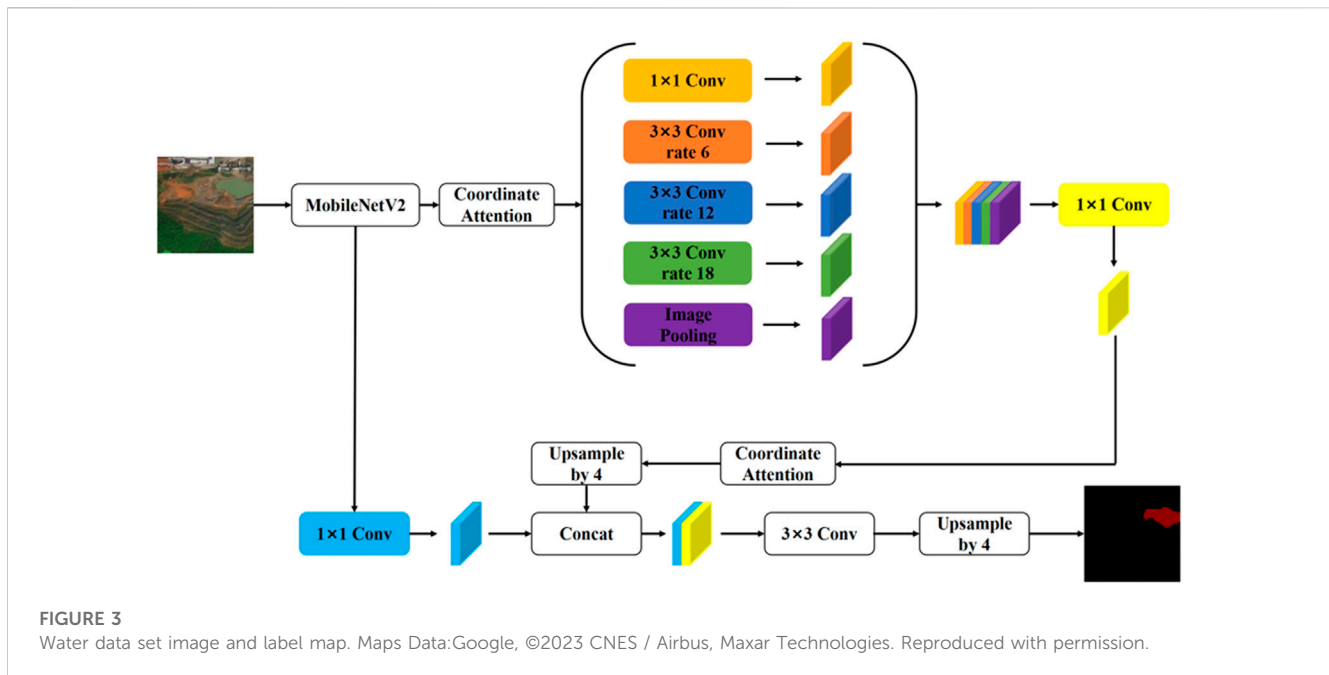 1×1 Conv
3×3 Conv
rate 6
MobileNetV2
Coordinate
Attention
3×3 Conv
rate 12
1×1 Conv
3×3 Conv
rate 18
Image
Pooling
Upsample
by 4
Coordinate
Attention
1×1 Conv
Concat
3×3 Conv
Upsample
by 4
FIGURE 3
Water data set image and label map. Maps Data:Google, ©2023 CNES / Airbus, Maxar Technologies. Reproduced with permission.